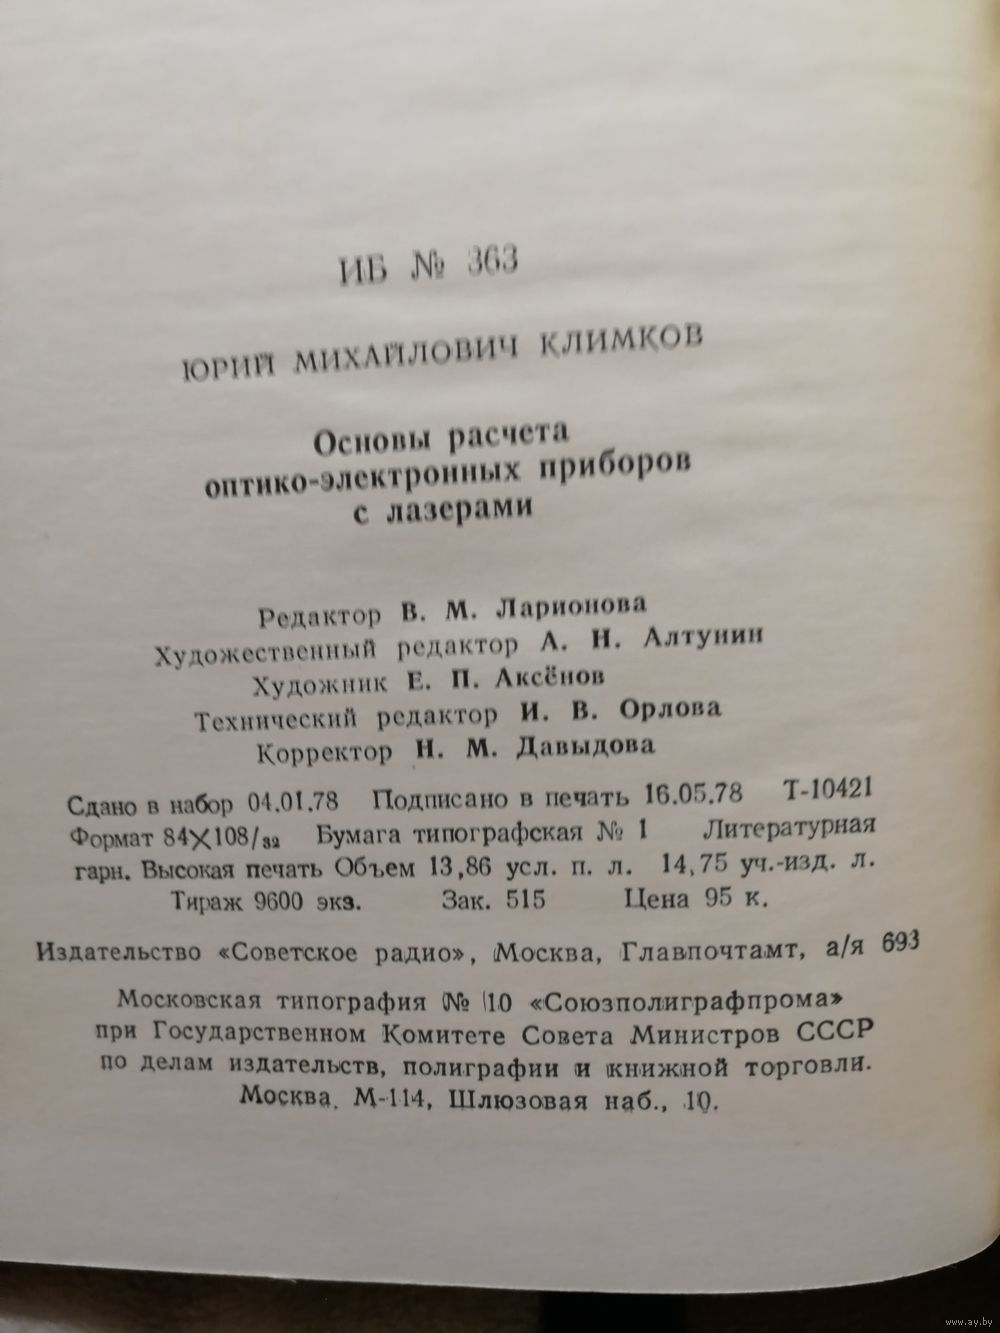 ИБ № 363
ЮРИЙ МИХАЙЛОВИЧ КЛИМКОВ
Основы расчета
оптико-электронных приборов
с лазерами
Редактор В. М. Ларионова
Художественный редактор А. Н. Алтунин
Художник Е. П. Аксёнов
Технический редактор И. В. Орлова
Корректор Н. М. Давыдова
Сдано в набор 04.01.78 Подписано в печать 16.05.78 Т-10421
Формат 84×108/32 Бумага типографская № 1 Литературная
гарн. Высокая печать Объем 13,86 усл. п. л. 14,75 уч.-изд. л.
Тираж 9600 экз. Зак. 515 Цена 95 к.
Издательство «Советское радио», Москва, Главпочтамт, а/я 693
Московская типография № 10 «Союзполиграфпрома»
при Государственном Комитете Совета Министров СССР
по делам издательств, полиграфии и книжной торговли.
Москва, М-114, Шлюзовая наб., 10.
www.ay.by